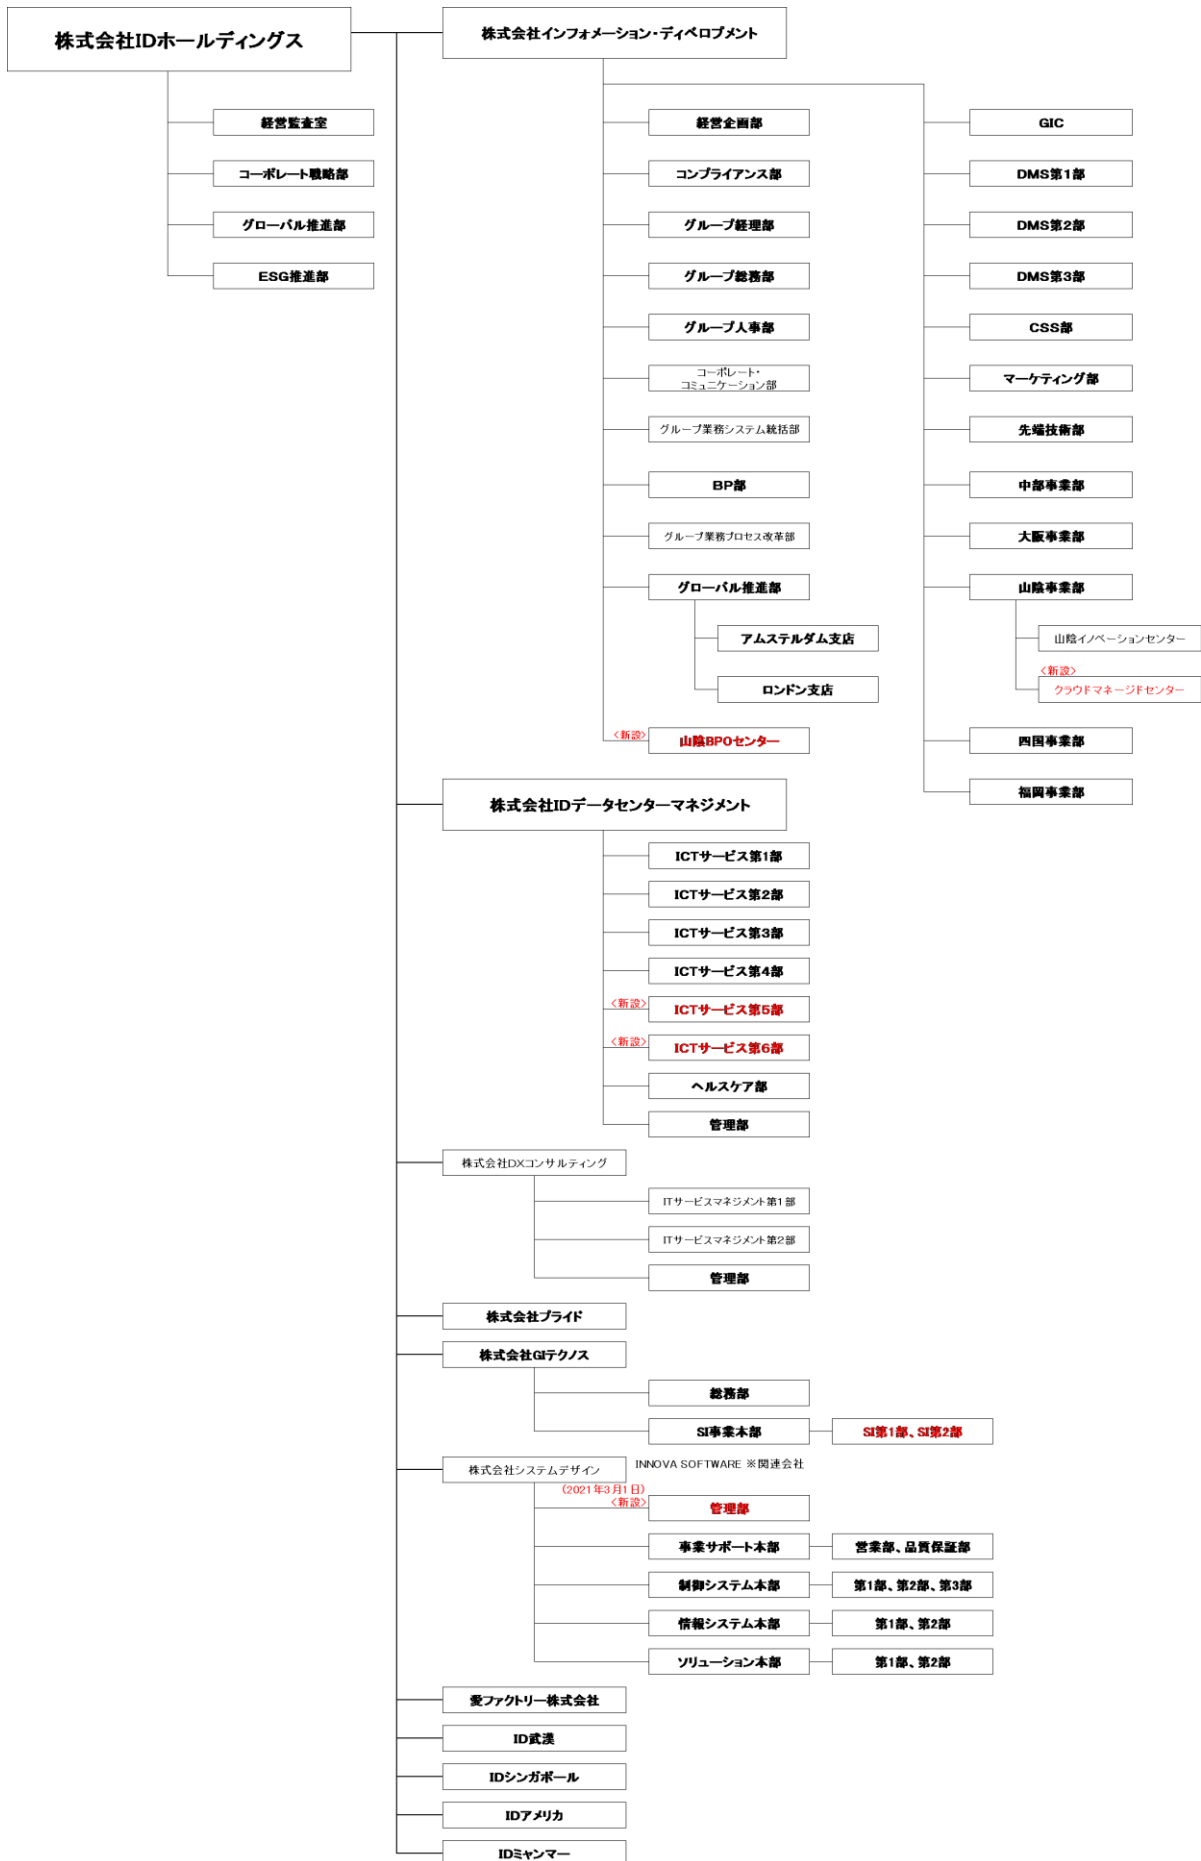 株式会社IDホールディングス
経営監査室
コーポレート戦略部
グローバル推進部
ESG推進部
株式会社インフォメーション・ディベロプメント
経営企画部
コンプライアンス部
グループ経理部
グループ総務部
グループ人事部
コーポレート・
コミュニケーション部
グループ業務システム統括部
BP部
グループ業務プロセス改革部
グローバル推進部
アムステルダム支店
ロンドン支店
<新設>
山陰BPOセンター
GIC
DMS第1部
DMS第2部
DMS第3部
CSS部
マーケティング部
先端技術部
中部事業部
大阪事業部
山陰事業部
山陰イノベーションセンター
<新設>
クラウドマネージドセンター
四国事業部
福岡事業部
株式会社IDデータセンターマネジメント
ICTサービス第1部
ICTサービス第2部
ICTサービス第3部
ICTサービス第4部
<新設>
ICTサービス第5部
<新設>
ICTサービス第6部
ヘルスケア部
管理部
株式会社DXコンサルティング
ITサービスマネジメント第1部
ITサービスマネジメント第2部
管理部
株式会社プライド
株式会社GIテクノス
総務部
SI事業本部
SI第1部、SI第2部
株式会社システムデザイン
INNOVA SOFTWARE ※関連会社
(2021年3月1日)
<新設>
管理部
事業サポート本部
営業部、品質保証部
制御システム本部
第1部、第2部、第3部
情報システム本部
第1部、第2部
ソリューション本部
第1部、第2部
愛ファクトリー株式会社
ID武漢
IDシンガポール
IDアメリカ
IDミャンマー